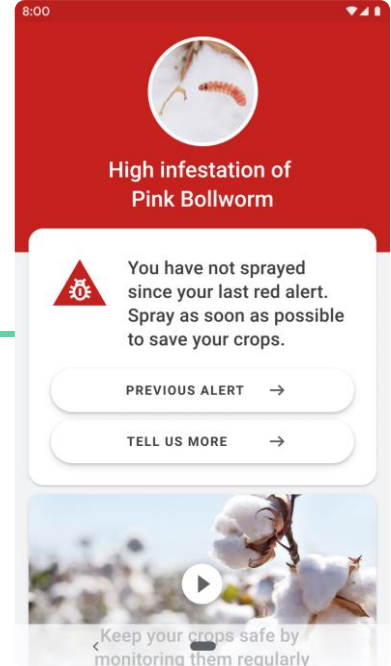 8:00
High infestation of
Pink Bollworm
You have not sprayed
since your last red alert.
Spray as soon as possible
to save your crops.
PREVIOUS ALERT
TELL US MORE
Keep your crops safe by
monitoring them regularly